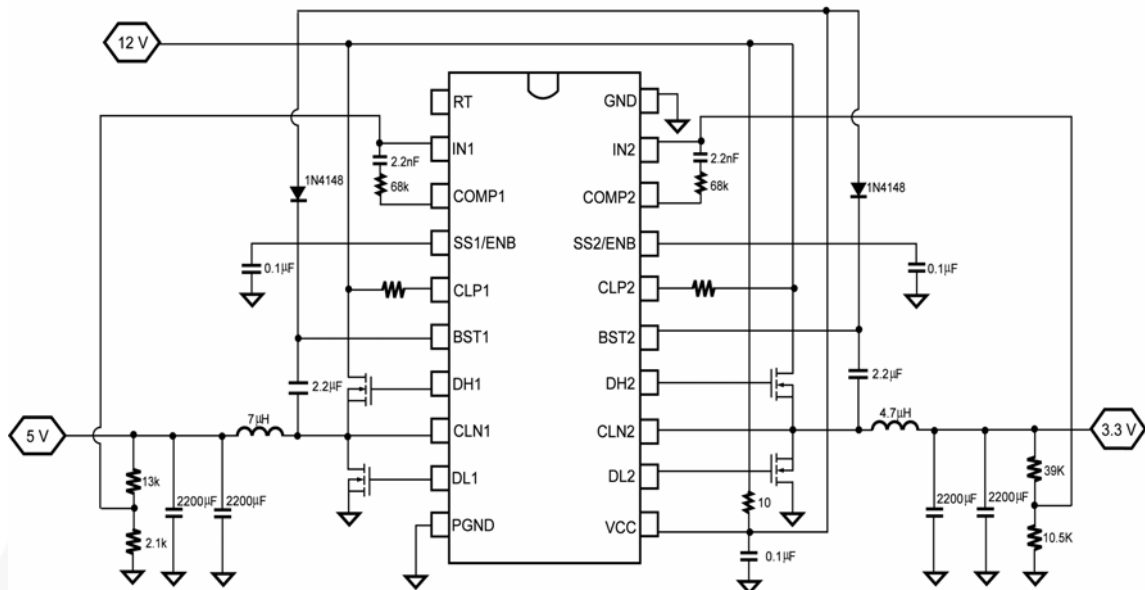 12 V
RT
GND
IN1
IN2
2.2nF
2.2nF
1N4148
1N4148
68k
68k
COMP1
COMP2
SS1/ENB
SS2/ENB
0.1µF
0.1µF
CLP1
CLP2
BST1
BST2
2.2µF
2.2µF
DH1
DH2
7µH
4.7µH
5 V
CLN1
CLN2
3.3 V
13k
DL1
DL2
39K
2200µF
2200µF
10
2200µF
2200µF
2.1k
PGND
VCC
10.5K
0.1µF